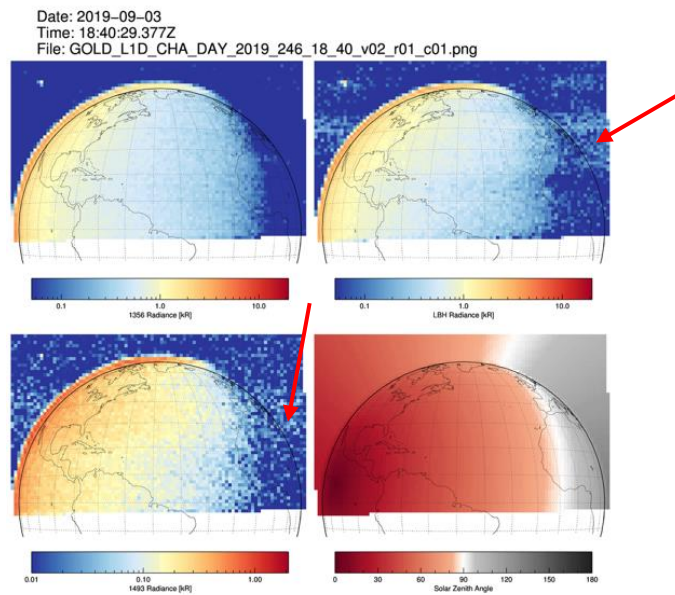 Date: 2019-09-03
Time: 18:40:29.377Z
File: GOLD_L1D_CHA_DAY_2019_246_18_40_v02_r01_c01.png
0.1 1.0 10.0
1356 Radiance [kR]
0.1 1.0 10.0
LBH Radiance [kR]
0.01 0.10 1.00
1493 Radiance [kR]
0 30 60 90 120 150 180
Solar Zenith Angle